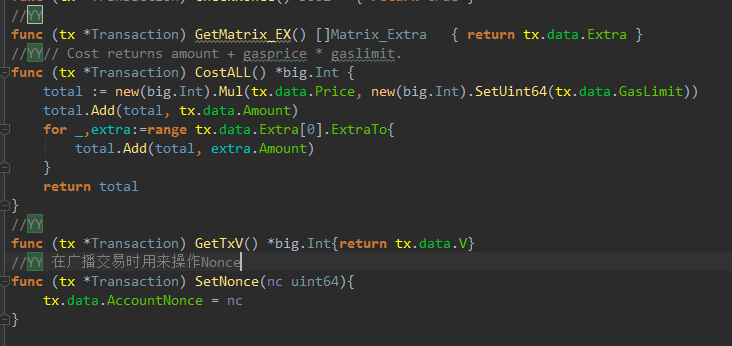 //YY
func (tx *Transaction) GetMatrix_EX() []Matrix_Extra   { return tx.data.Extra }
//YY// Cost returns amount + gasprice * gaslimit.
func (tx *Transaction) CostALL() *big.Int {
    total := new(big.Int).Mul(tx.data.Price, new(big.Int).SetUint64(tx.data.GasLimit))
    total.Add(total, tx.data.Amount)
    for _,extra:=range tx.data.Extra[0].ExtraTo{
        total.Add(total, extra.Amount)
    }
    return total
}
//YY
func (tx *Transaction) GetTxV() *big.Int{return tx.data.V}
//YY 在广播交易时用来操作Nonce
func (tx *Transaction) SetNonce(nc uint64){
    tx.data.AccountNonce = nc
}